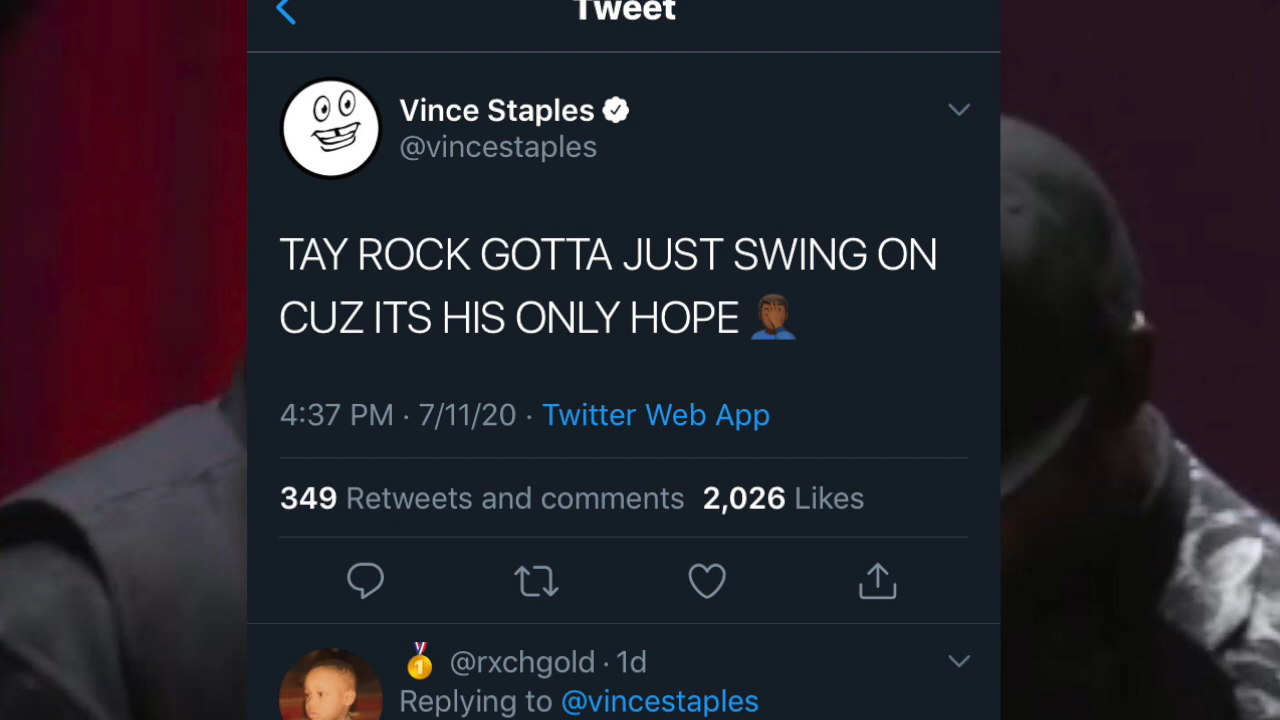 Tweet
Vince Staples
@vincestaples
TAY ROCK GOTTA JUST SWING ON
CUZ ITS HIS ONLY HOPE 🤦🏾‍♂️
4:37 PM · 7/11/20 · Twitter Web App
349 Retweets and comments 2,026 Likes
🏅 @rxchgold · 1d
Replying to @vincestaples